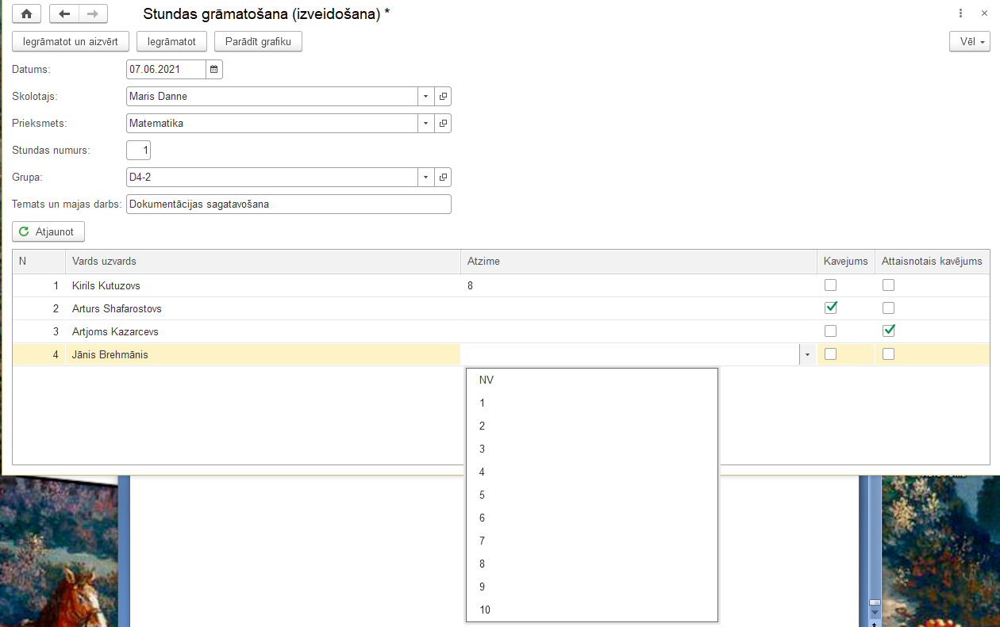 Stundas grāmatošana (izveidošana) *
Iegrāmatot un aizvērt Iegrāmatot Parādīt grafiku Vēl
Datums: 07.06.2021
Skolotajs: Maris Danne
Prieksmets: Matematika
Stundas numurs: 1
Grupa: D4-2
Temats un majas darbs: Dokumentācijas sagatavošana
Atjaunot
N Vards uzvards Atzime Kavejums Attaisnotais kavējums
1 Kirils Kutuzovs 8
2 Arturs Shafarostovs
3 Artjoms Kazarcevs
4 Jānis Brehmānis
NV
1
2
3
4
5
6
7
8
9
10